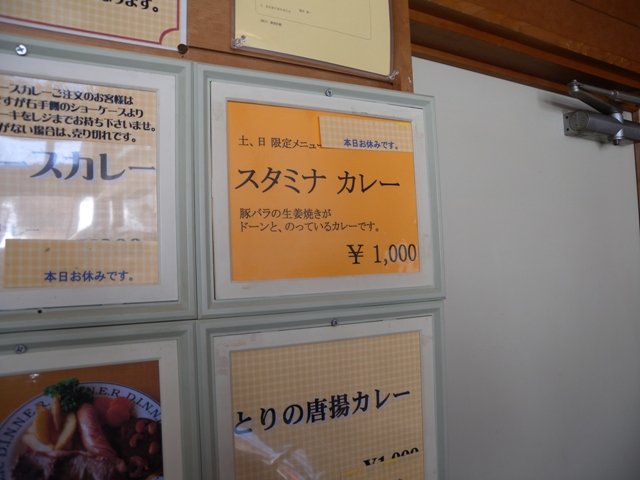 ースカレーご注文のお客様は
すが右手側のショーケースより
ーキをレジまでお持ち下さいませ。
がない場合は、売り切れです。
ースカレー
本日お休みです。
土、日 限定メニュー
本日お休みです。
スタミナ カレー
豚バラの生姜焼きが
ドーンと、のっているカレーです。
￥ 1,000
とりの唐揚カレー
￥1,000
DINNER DINNER DINN